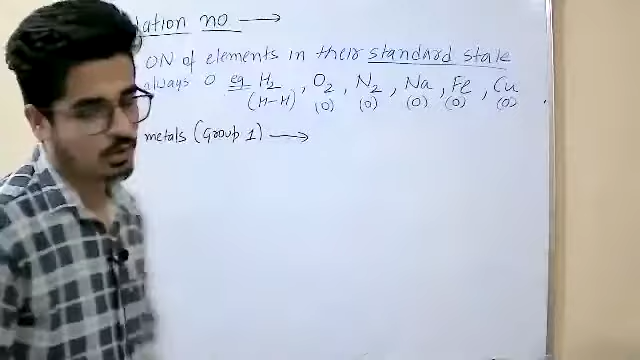 ation no →
ON of elements in their standard state
always 0 eg H₂, O₂, N₂, Na, Fe, Cu
(H-H) (0) (0) (0) (0) (0)
metals (Group 1) →